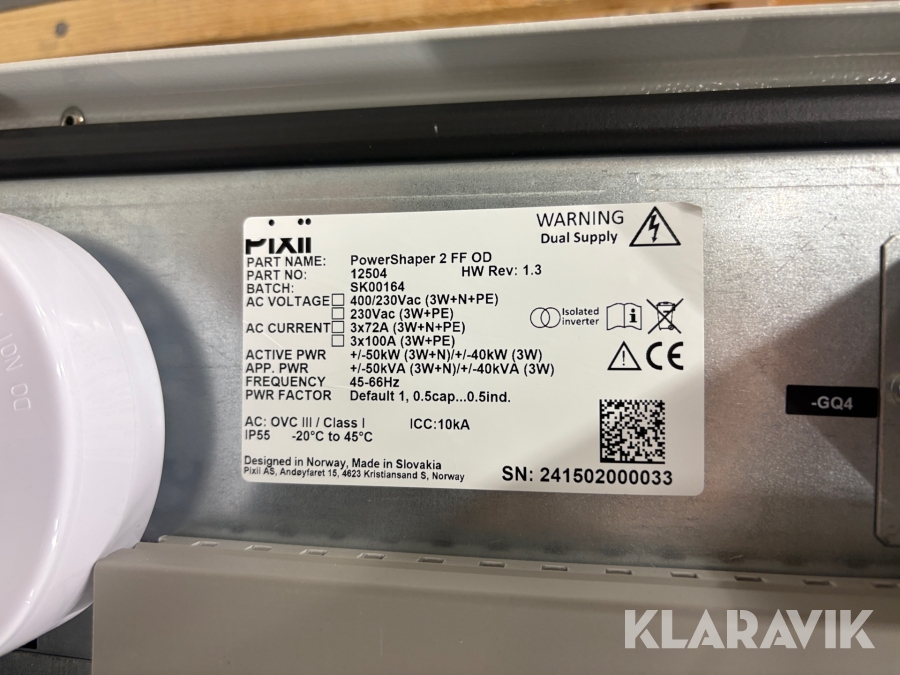 WARNING
Dual Supply
PIXII
PART NAME: PowerShaper 2 FF OD
PART NO: 12504 HW Rev: 1.3
BATCH: SK00164
AC VOLTAGE 400/230Vac (3W+N+PE)
230Vac (3W+PE)
AC CURRENT 3x72A (3W+N+PE)
3x100A (3W+PE)
Isolated
inverter
ACTIVE PWR +/-50kW (3W+N)/+/-40kW (3W)
APP. PWR +/-50kVA (3W+N)/+/-40kVA (3W)
FREQUENCY 45-66Hz
PWR FACTOR Default 1, 0.5cap...0.5ind.
CE
AC: OVC III / Class I ICC:10kA
IP55 -20°C to 45°C
Designed in Norway, Made in Slovakia
Pixii AS, Andøyfaret 15, 4623 Kristiansand S, Norway
SN: 241502000033
-GQ4
DO NOT
KLARAVIK